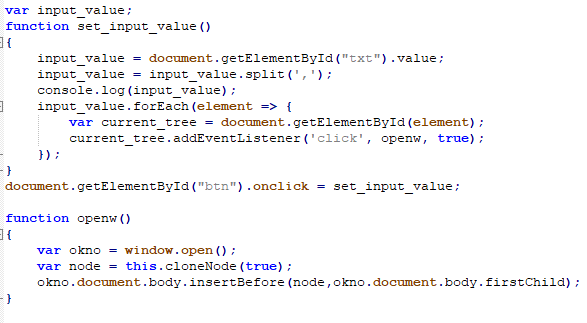 var input_value;
function set_input_value()
{
    input_value = document.getElementById("txt").value;
    input_value = input_value.split(',');
    console.log(input_value);
    input_value.forEach(element => {
        var current_tree = document.getElementById(element);
        current_tree.addEventListener('click', openw, true);
    });
}
document.getElementById("btn").onclick = set_input_value;

function openw()
{
    var okno = window.open();
    var node = this.cloneNode(true);
    okno.document.body.insertBefore(node,okno.document.body.firstChild);
}